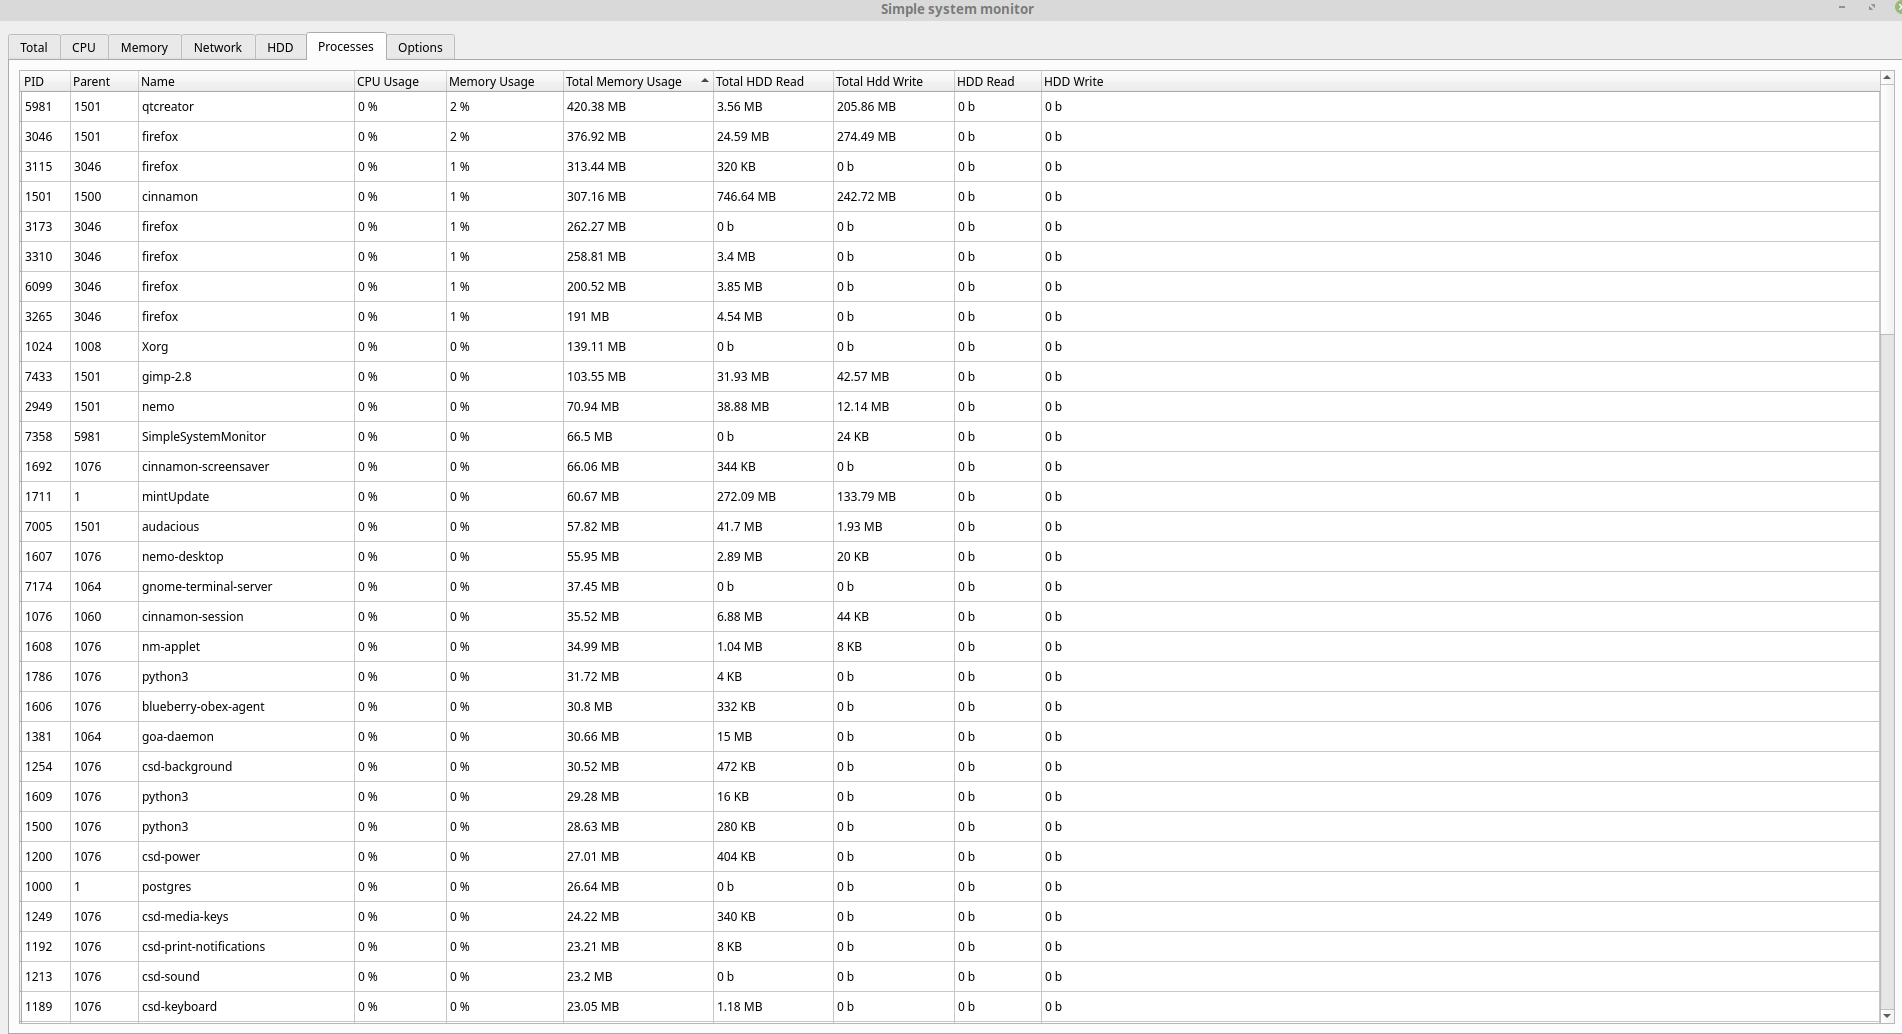 Simple system monitor
Total CPU Memory Network HDD Processes Options
PID Parent Name CPU Usage Memory Usage Total Memory Usage Total HDD Read Total Hdd Write HDD Read HDD Write
5981 1501 qtcreator 0 % 2 % 420.38 MB 3.56 MB 205.86 MB 0 b 0 b
3046 1501 firefox 0 % 2 % 376.92 MB 24.59 MB 274.49 MB 0 b 0 b
3115 3046 firefox 0 % 1 % 313.44 MB 320 KB 0 b 0 b 0 b
1501 1500 cinnamon 0 % 1 % 307.16 MB 746.64 MB 242.72 MB 0 b 0 b
3173 3046 firefox 0 % 1 % 262.27 MB 0 b 0 b 0 b 0 b
3310 3046 firefox 0 % 1 % 258.81 MB 3.4 MB 0 b 0 b 0 b
6099 3046 firefox 0 % 1 % 200.52 MB 3.85 MB 0 b 0 b 0 b
3265 3046 firefox 0 % 1 % 191 MB 4.54 MB 0 b 0 b 0 b
1024 1008 Xorg 0 % 0 % 139.11 MB 0 b 0 b 0 b 0 b
7433 1501 gimp-2.8 0 % 0 % 103.55 MB 31.93 MB 42.57 MB 0 b 0 b
2949 1501 nemo 0 % 0 % 70.94 MB 38.88 MB 12.14 MB 0 b 0 b
7358 5981 SimpleSystemMonitor 0 % 0 % 66.5 MB 0 b 24 KB 0 b 0 b
1692 1076 cinnamon-screensaver 0 % 0 % 66.06 MB 344 KB 0 b 0 b 0 b
1711 1 mintUpdate 0 % 0 % 60.67 MB 272.09 MB 133.79 MB 0 b 0 b
7005 1501 audacious 0 % 0 % 57.82 MB 41.7 MB 1.93 MB 0 b 0 b
1607 1076 nemo-desktop 0 % 0 % 55.95 MB 2.89 MB 20 KB 0 b 0 b
7174 1064 gnome-terminal-server 0 % 0 % 37.45 MB 0 b 0 b 0 b 0 b
1076 1060 cinnamon-session 0 % 0 % 35.52 MB 6.88 MB 44 KB 0 b 0 b
1608 1076 nm-applet 0 % 0 % 34.99 MB 1.04 MB 8 KB 0 b 0 b
1786 1076 python3 0 % 0 % 31.72 MB 4 KB 0 b 0 b 0 b
1606 1076 blueberry-obex-agent 0 % 0 % 30.8 MB 332 KB 0 b 0 b 0 b
1381 1064 goa-daemon 0 % 0 % 30.66 MB 15 MB 0 b 0 b 0 b
1254 1076 csd-background 0 % 0 % 30.52 MB 472 KB 0 b 0 b 0 b
1609 1076 python3 0 % 0 % 29.28 MB 16 KB 0 b 0 b 0 b
1500 1076 python3 0 % 0 % 28.63 MB 280 KB 0 b 0 b 0 b
1200 1076 csd-power 0 % 0 % 27.01 MB 404 KB 0 b 0 b 0 b
1000 1 postgres 0 % 0 % 26.64 MB 0 b 0 b 0 b 0 b
1249 1076 csd-media-keys 0 % 0 % 24.22 MB 340 KB 0 b 0 b 0 b
1192 1076 csd-print-notifications 0 % 0 % 23.21 MB 8 KB 0 b 0 b 0 b
1213 1076 csd-sound 0 % 0 % 23.2 MB 0 b 0 b 0 b 0 b
1189 1076 csd-keyboard 0 % 0 % 23.05 MB 1.18 MB 0 b 0 b 0 b